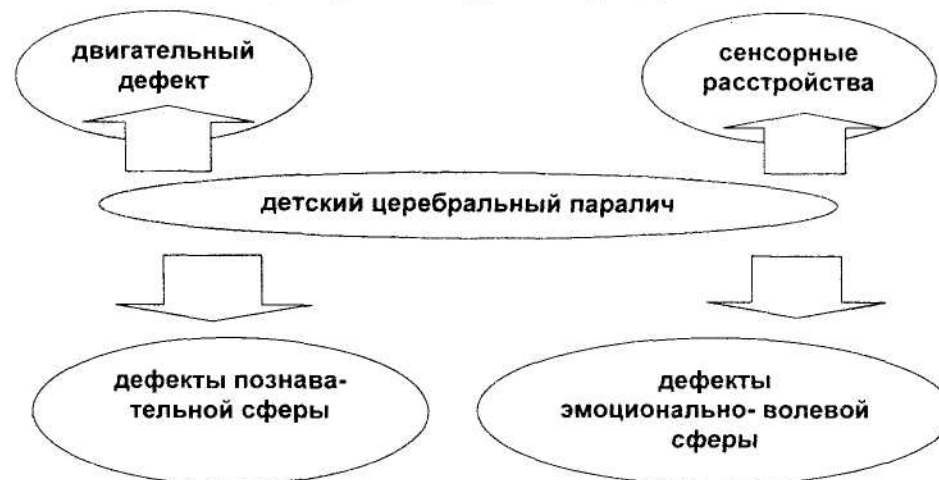 двигательный
дефект
сенсорные
расстройства
детский церебральный паралич
дефекты познава-
тельной сферы
дефекты
эмоционально- волевой
сферы